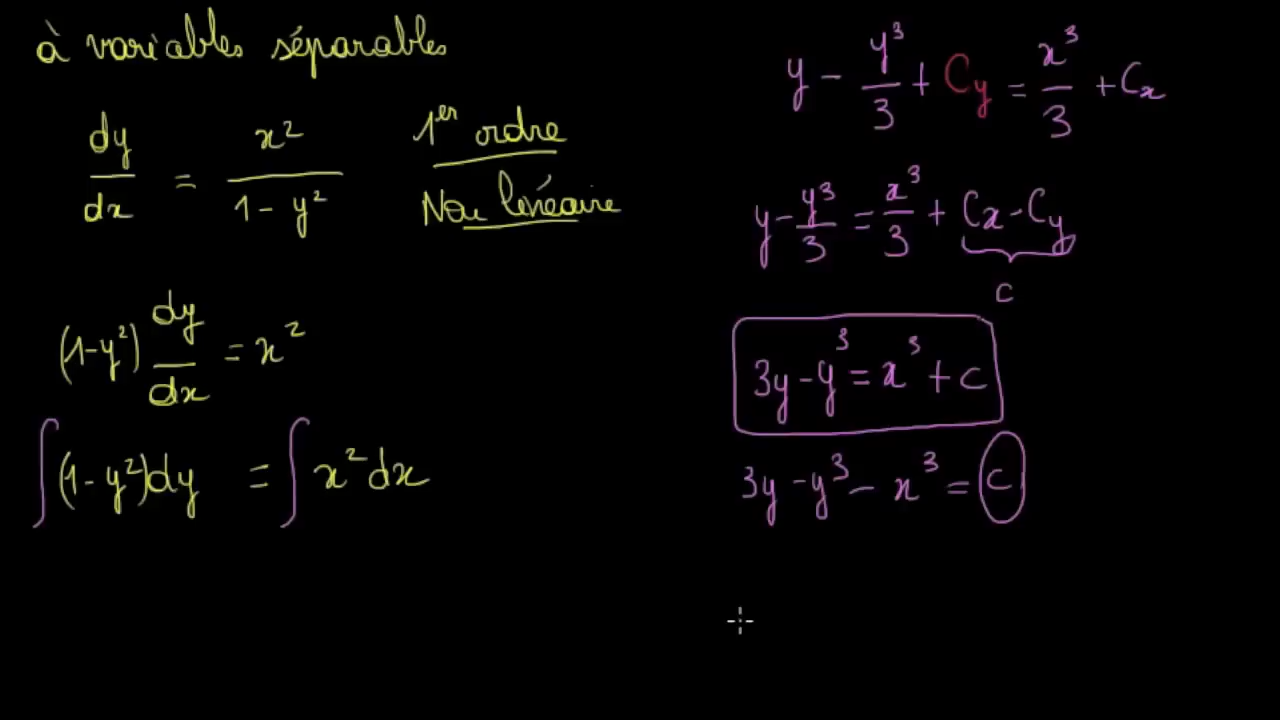 à variables séparables
dy/dx = x²/(1 - y²)
1er ordre
Non linéaire
(1-y²) dy/dx = x²
∫(1-y²)dy = ∫x²dx
y - y³/3 + Cy = x³/3 + Cx
y - y³/3 = x³/3 + Cx - Cy
c
3y - y³ = x³ + c
3y - y³ - x³ = c